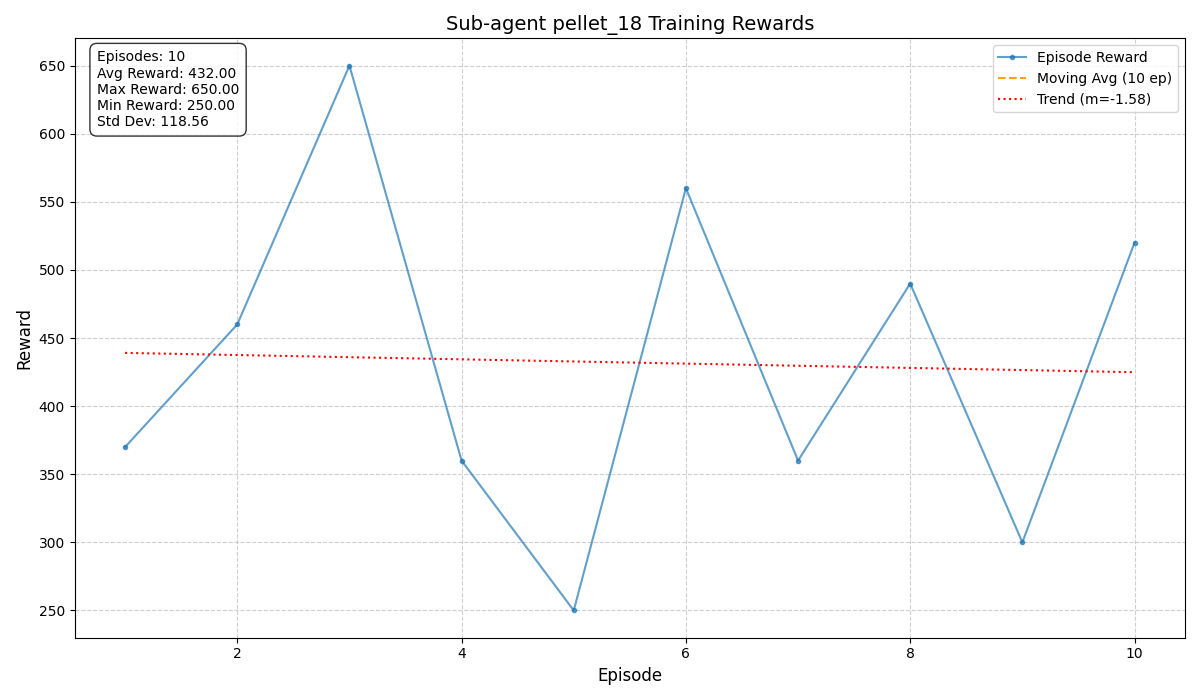 Sub-agent pellet_18 Training Rewards
Episodes: 10
Avg Reward: 432.00
Max Reward: 650.00
Min Reward: 250.00
Std Dev: 118.56
Episode Reward
Moving Avg (10 ep)
Trend (m=-1.58)
Reward
650
600
550
500
450
400
350
300
250
2
4
6
8
10
Episode